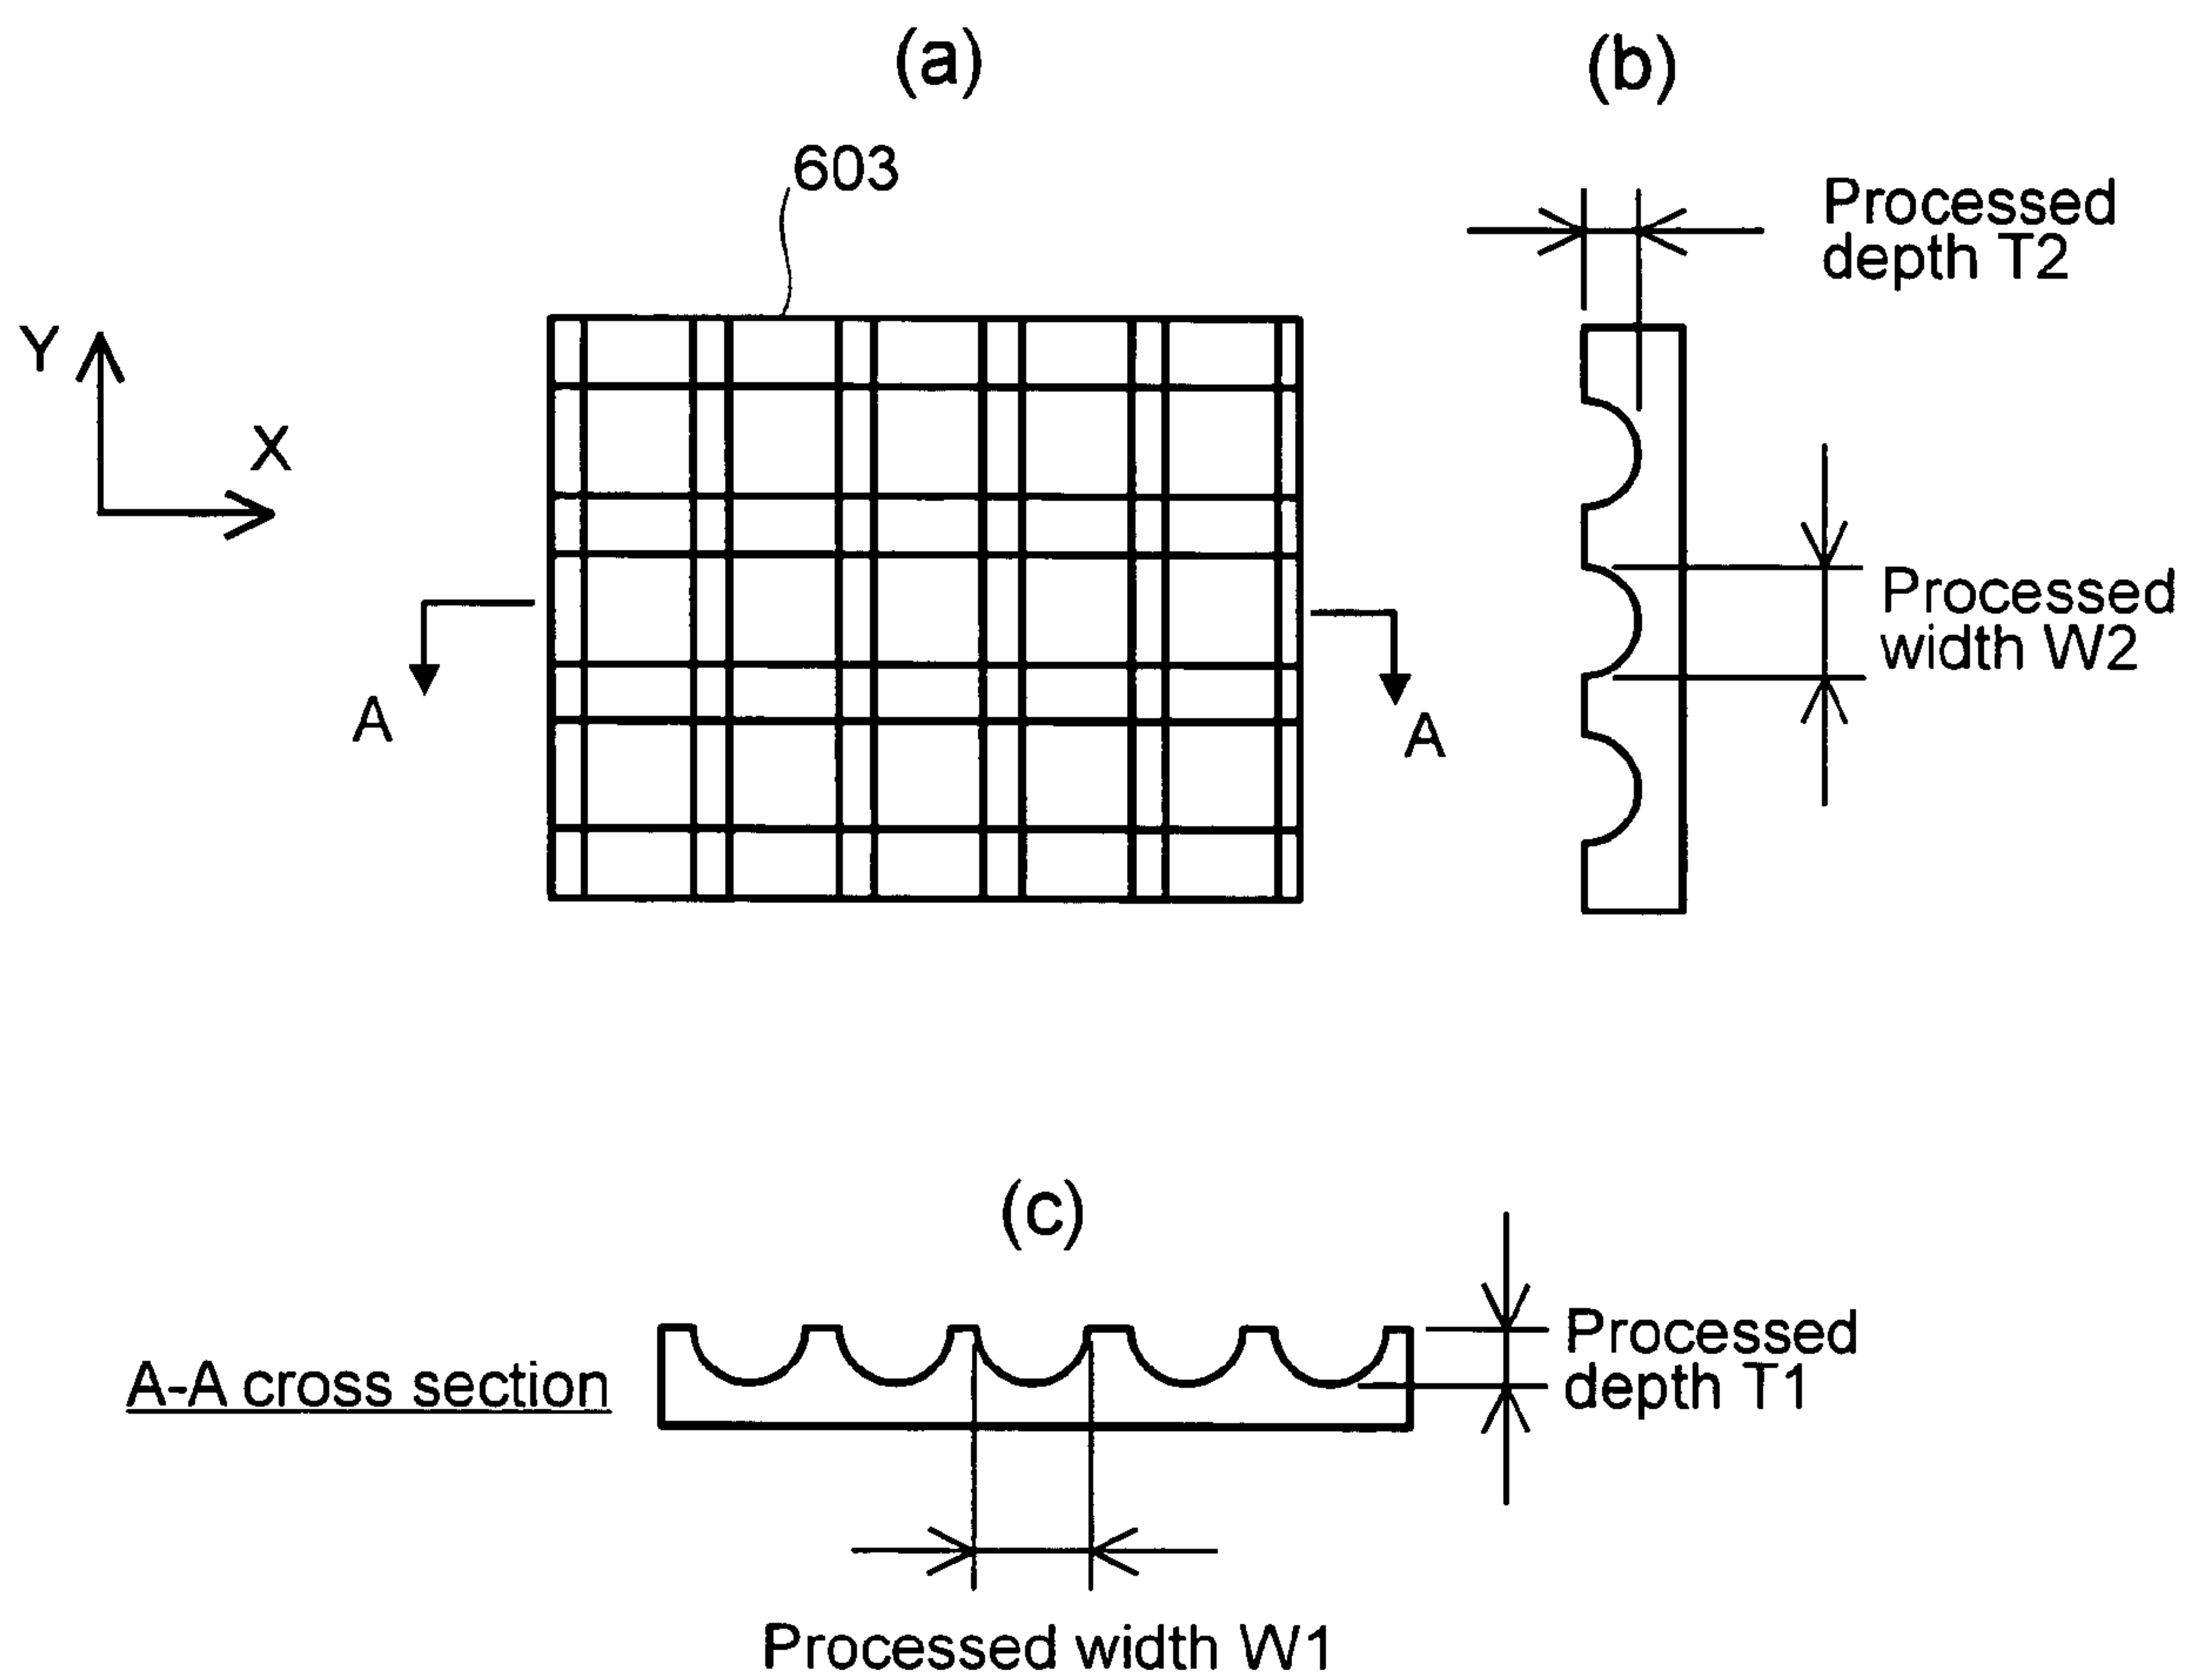 (a)
(b)
603
Processed
depth T2
Y
X
Processed
width W2
A
A
(c)
Processed
depth T1
A-A cross section
Processed width W1